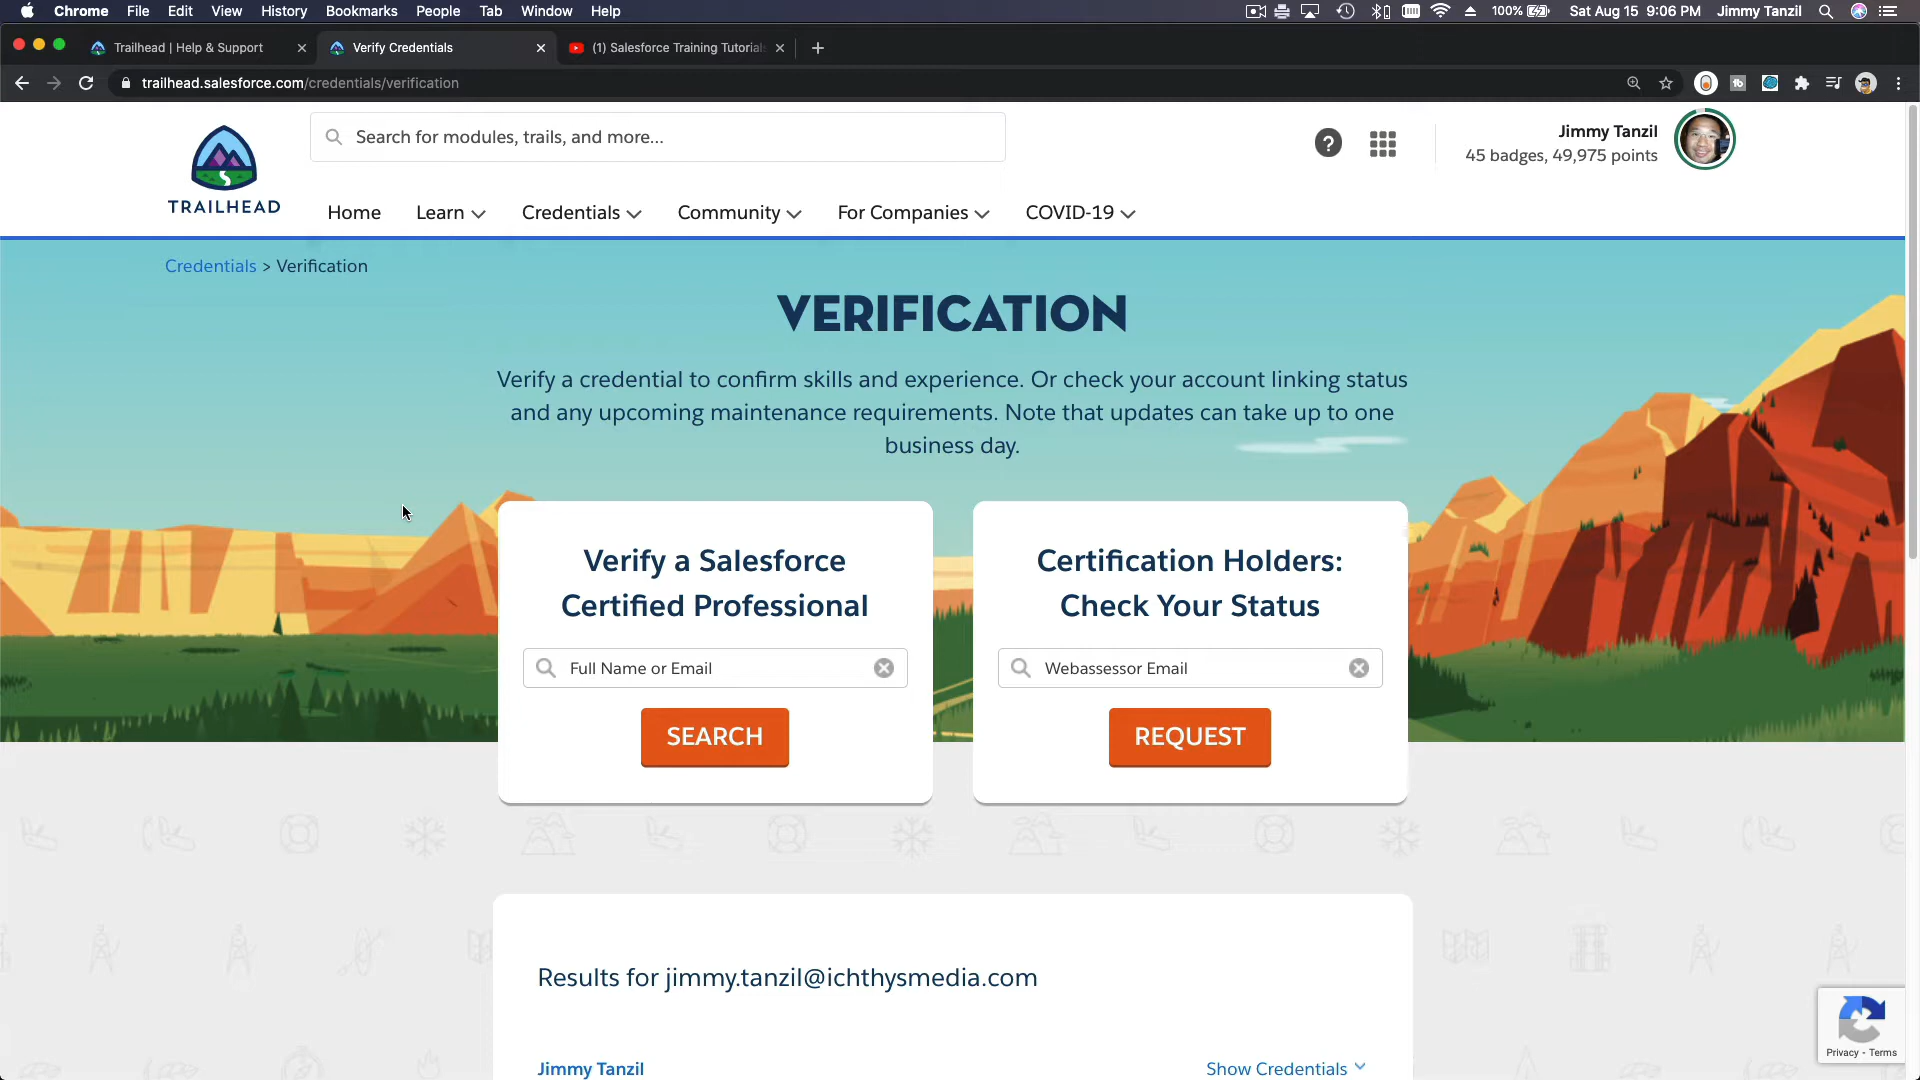 Chrome File Edit View History Bookmarks People Tab Window Help 100% Sat Aug 15 9:06 PM Jimmy Tanzil
Trailhead | Help & Support Verify Credentials (1) Salesforce Training Tutorials
trailhead.salesforce.com/credentials/verification
Search for modules, trails, and more...
Jimmy Tanzil
45 badges, 49,975 points
TRAILHEAD
Home Learn Credentials Community For Companies COVID-19
Credentials > Verification
VERIFICATION
Verify a credential to confirm skills and experience. Or check your account linking status
and any upcoming maintenance requirements. Note that updates can take up to one
business day.
Verify a Salesforce
Certified Professional
Full Name or Email
SEARCH
Certification Holders:
Check Your Status
Webassessor Email
REQUEST
Results for jimmy.tanzil@ichthysmedia.com
Jimmy Tanzil Show Credentials
Privacy - Terms